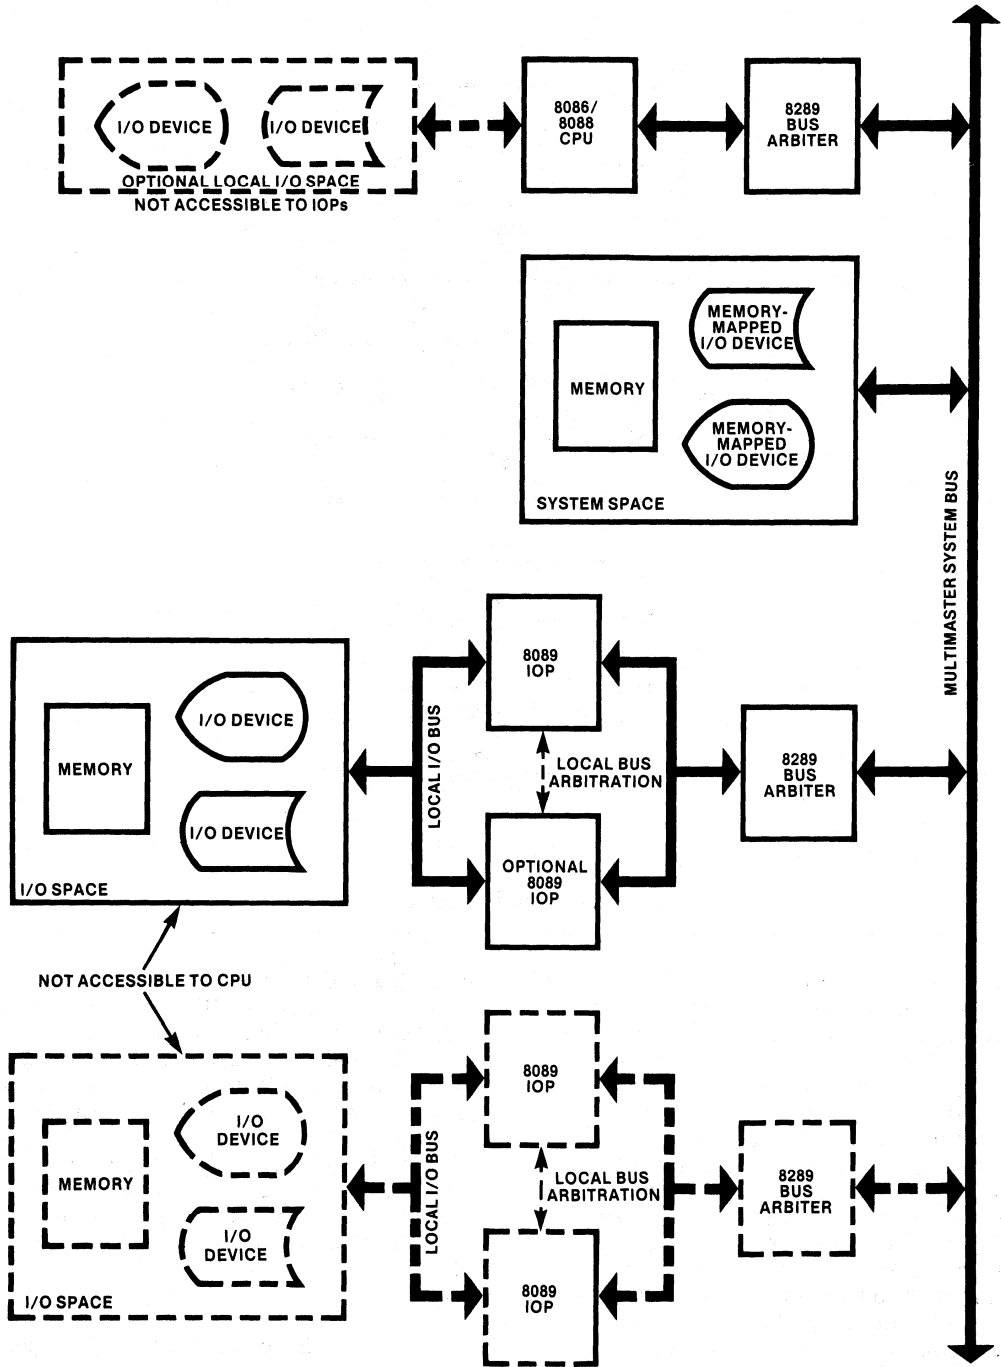 I/O DEVICE
I/O DEVICE
OPTIONAL LOCAL I/O SPACE
NOT ACCESSIBLE TO IOPs
8086/
8088
CPU
8289
BUS
ARBITER
MEMORY
MEMORY-
MAPPED
I/O DEVICE
MEMORY-
MAPPED
I/O DEVICE
SYSTEM SPACE
MULTIMASTER SYSTEM BUS
MEMORY
I/O DEVICE
I/O DEVICE
I/O SPACE
LOCAL I/O BUS
8089
IOP
LOCAL BUS
ARBITRATION
OPTIONAL
8089
IOP
8289
BUS
ARBITER
NOT ACCESSIBLE TO CPU
MEMORY
I/O
DEVICE
I/O
DEVICE
I/O SPACE
LOCAL I/O BUS
8089
IOP
LOCAL BUS
ARBITRATION
8089
IOP
8289
BUS
ARBITER